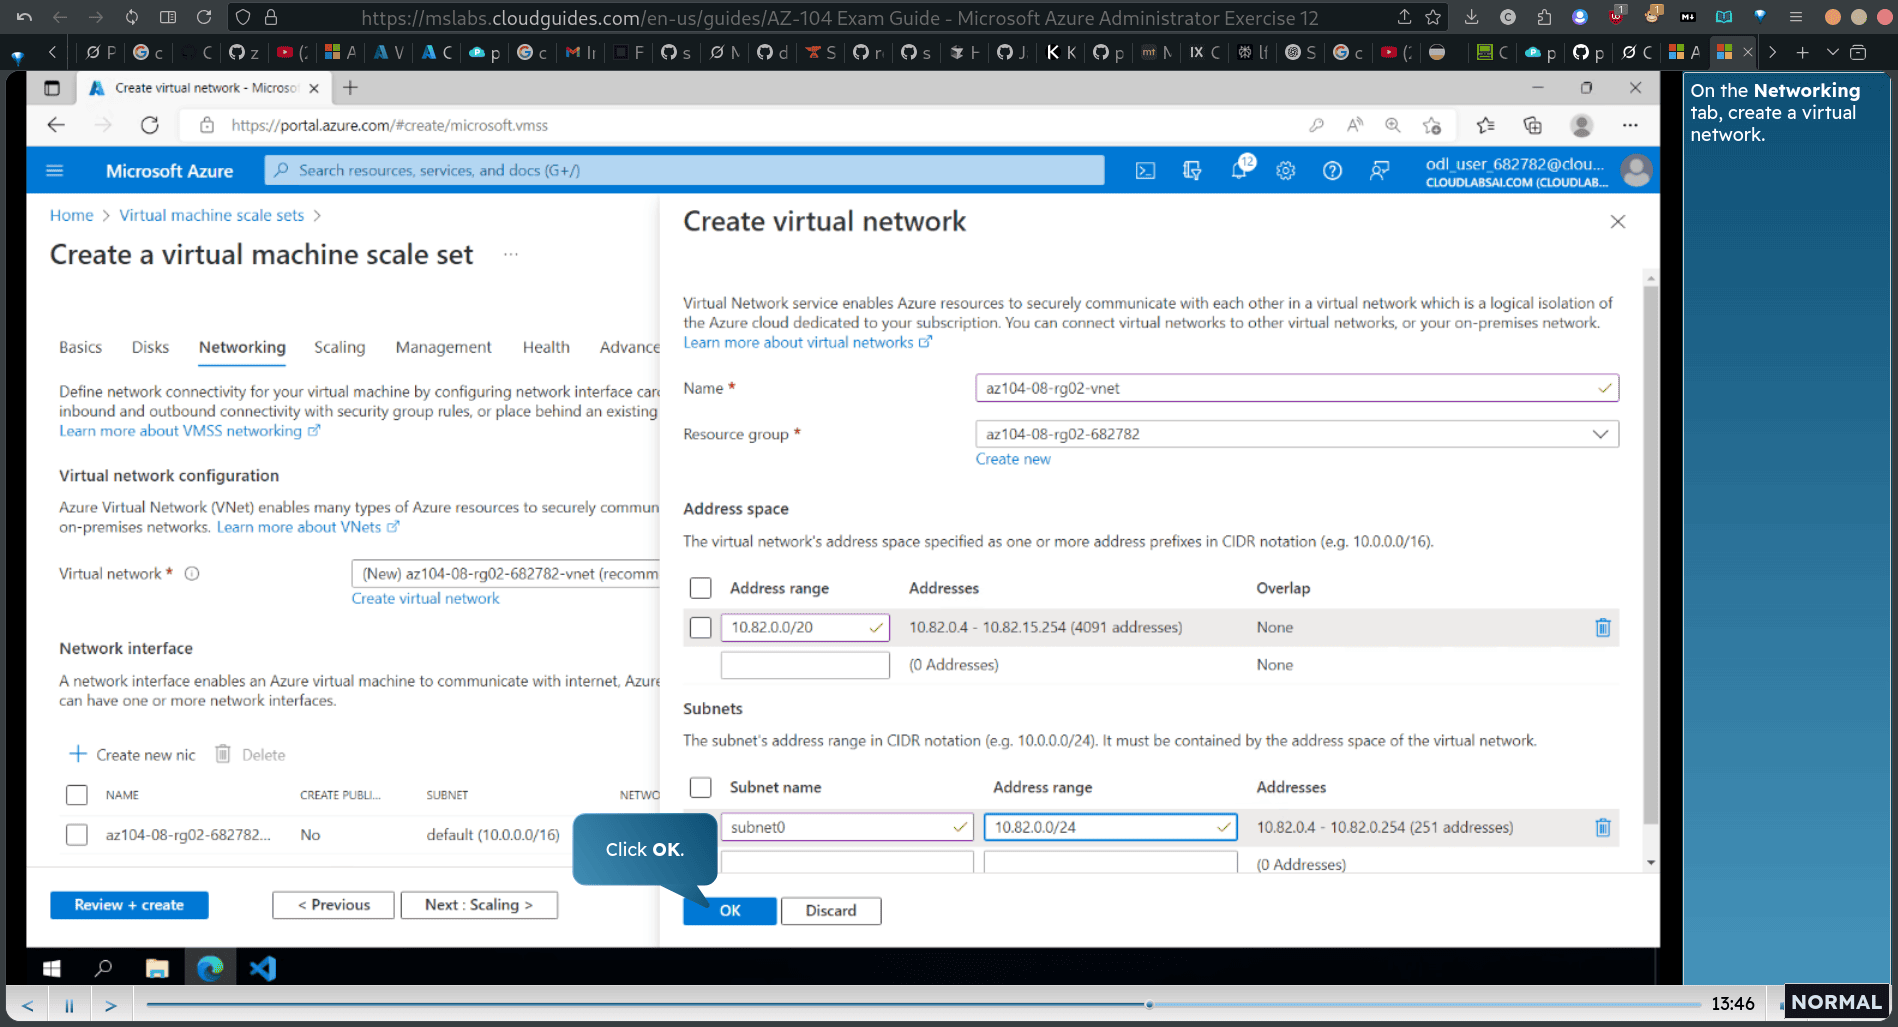 https://mslabs.cloudguides.com/en-us/guides/AZ-104 Exam Guide - Microsoft Azure Administrator Exercise 12
1
1
Create virtual network - Microso
https://portal.azure.com/#create/microsoft.vmss
Microsoft Azure
Search resources, services, and docs (G+/)
12
odl_user_682782@clou...
CLOUDLABSAI.COM (CLOUDLAB...
Home > Virtual machine scale sets >
Create a virtual machine scale set ...
Basics Disks Networking Scaling Management Health Advance
Define network connectivity for your virtual machine by configuring network interface car
inbound and outbound connectivity with security group rules, or place behind an existing
Learn more about VMSS networking
Virtual network configuration
Azure Virtual Network (VNet) enables many types of Azure resources to securely commun
on-premises networks. Learn more about VNets
Virtual network *
(New) az104-08-rg02-682782-vnet (recomm
Create virtual network
Network interface
A network interface enables an Azure virtual machine to communicate with internet, Azure
can have one or more network interfaces.
Create new nic Delete
NAME CREATE PUBLI... SUBNET NETWO
az104-08-rg02-682782... No default (10.0.0.0/16)
Review + create < Previous Next : Scaling >
Create virtual network
Virtual Network service enables Azure resources to securely communicate with each other in a virtual network which is a logical isolation of
the Azure cloud dedicated to your subscription. You can connect virtual networks to other virtual networks, or your on-premises network.
Learn more about virtual networks
Name * az104-08-rg02-vnet
Resource group * az104-08-rg02-682782
Create new
Address space
The virtual network's address space specified as one or more address prefixes in CIDR notation (e.g. 10.0.0.0/16).
Address range Addresses Overlap
10.82.0.0/20 10.82.0.4 - 10.82.15.254 (4091 addresses) None
(0 Addresses) None
Subnets
The subnet's address range in CIDR notation (e.g. 10.0.0.0/24). It must be contained by the address space of the virtual network.
Subnet name Address range Addresses
subnet0 10.82.0.0/24 10.82.0.4 - 10.82.0.254 (251 addresses)
(0 Addresses)
Click OK.
OK Discard
On the Networking
tab, create a virtual
network.
13:46
NORMAL